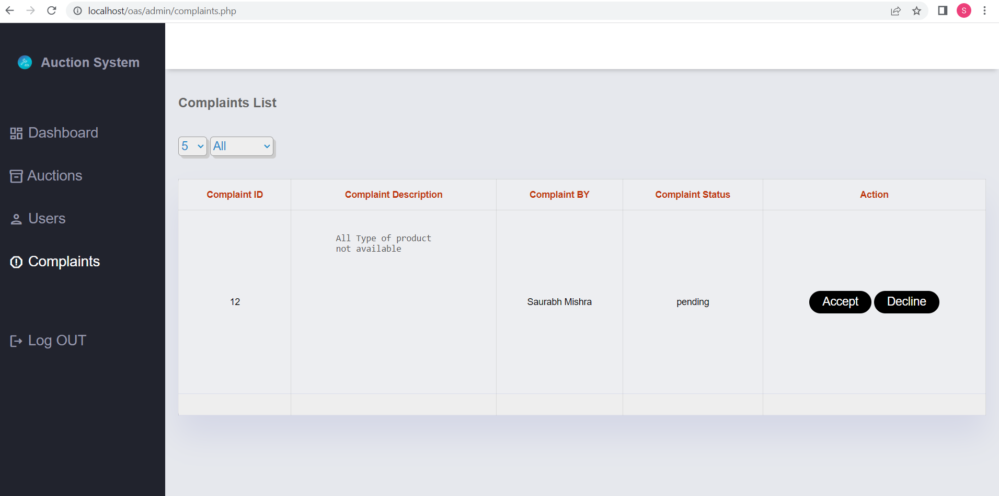 localhost/oas/admin/complaints.php
S
Auction System
Dashboard
Auctions
Users
Complaints
Log OUT
Complaints List
5 All
Complaint ID Complaint Description Complaint BY Complaint Status Action
All Type of product
not available
12 Saurabh Mishra pending Accept Decline